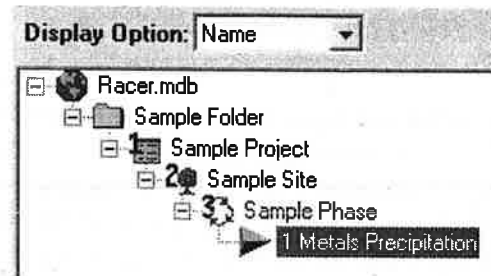 Display Option: Name
Racer.mdb
Sample Folder
1 Sample Project
2 Sample Site
3 Sample Phase
1 Metals Precipitation